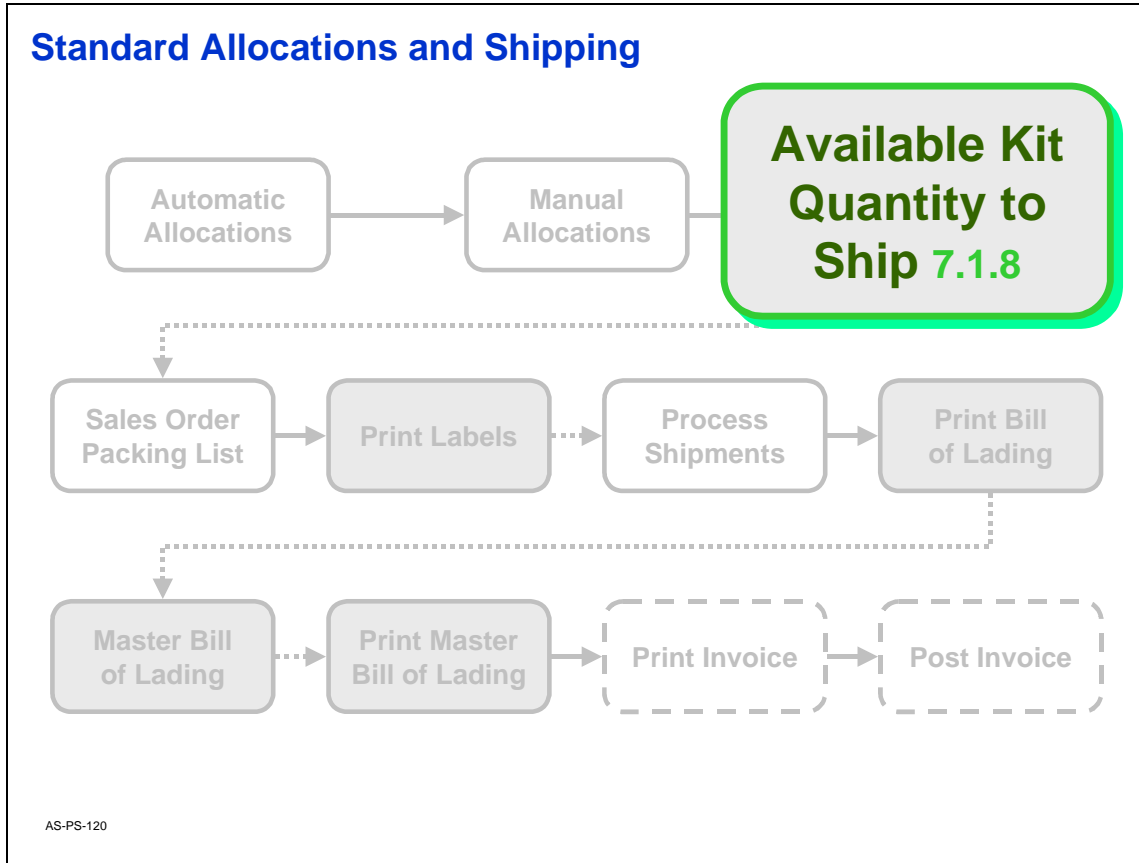 Standard Allocations and Shipping
Automatic
Allocations
Manual
Allocations
Available Kit
Quantity to
Ship 7.1.8
Sales Order
Packing List
Print Labels
Process
Shipments
Print Bill
of Lading
Master Bill
of Lading
Print Master
Bill of Lading
Print Invoice
Post Invoice
AS-PS-120